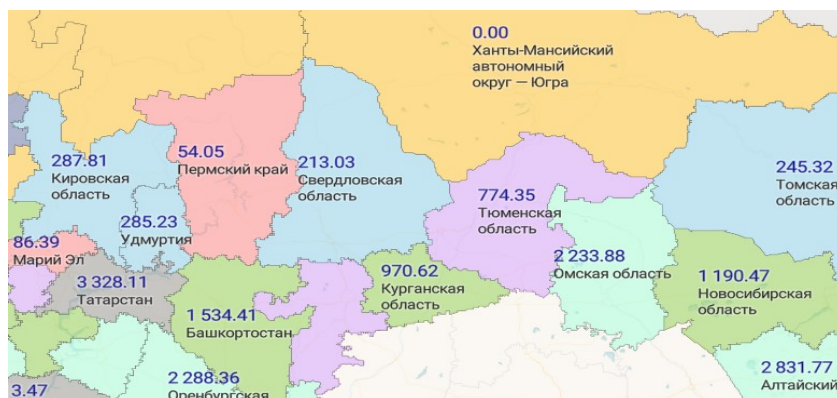 0.00
Ханты-Мансийский
автономный
округ — Югра
287.81
Кировская
область
54.05
Пермский край
213.03
Свердловская
область
245.32
Томская
область
774.35
Тюменская
область
285.23
Удмуртия
86.39
Марий Эл
3 328.11
Татарстан
970.62
Курганская
область
2 233.88
Омская область
1 190.47
Новосибирская
область
1 534.41
Башкортостан
2 288.36
Оренбургская
2 831.77
Алтайский
3.47